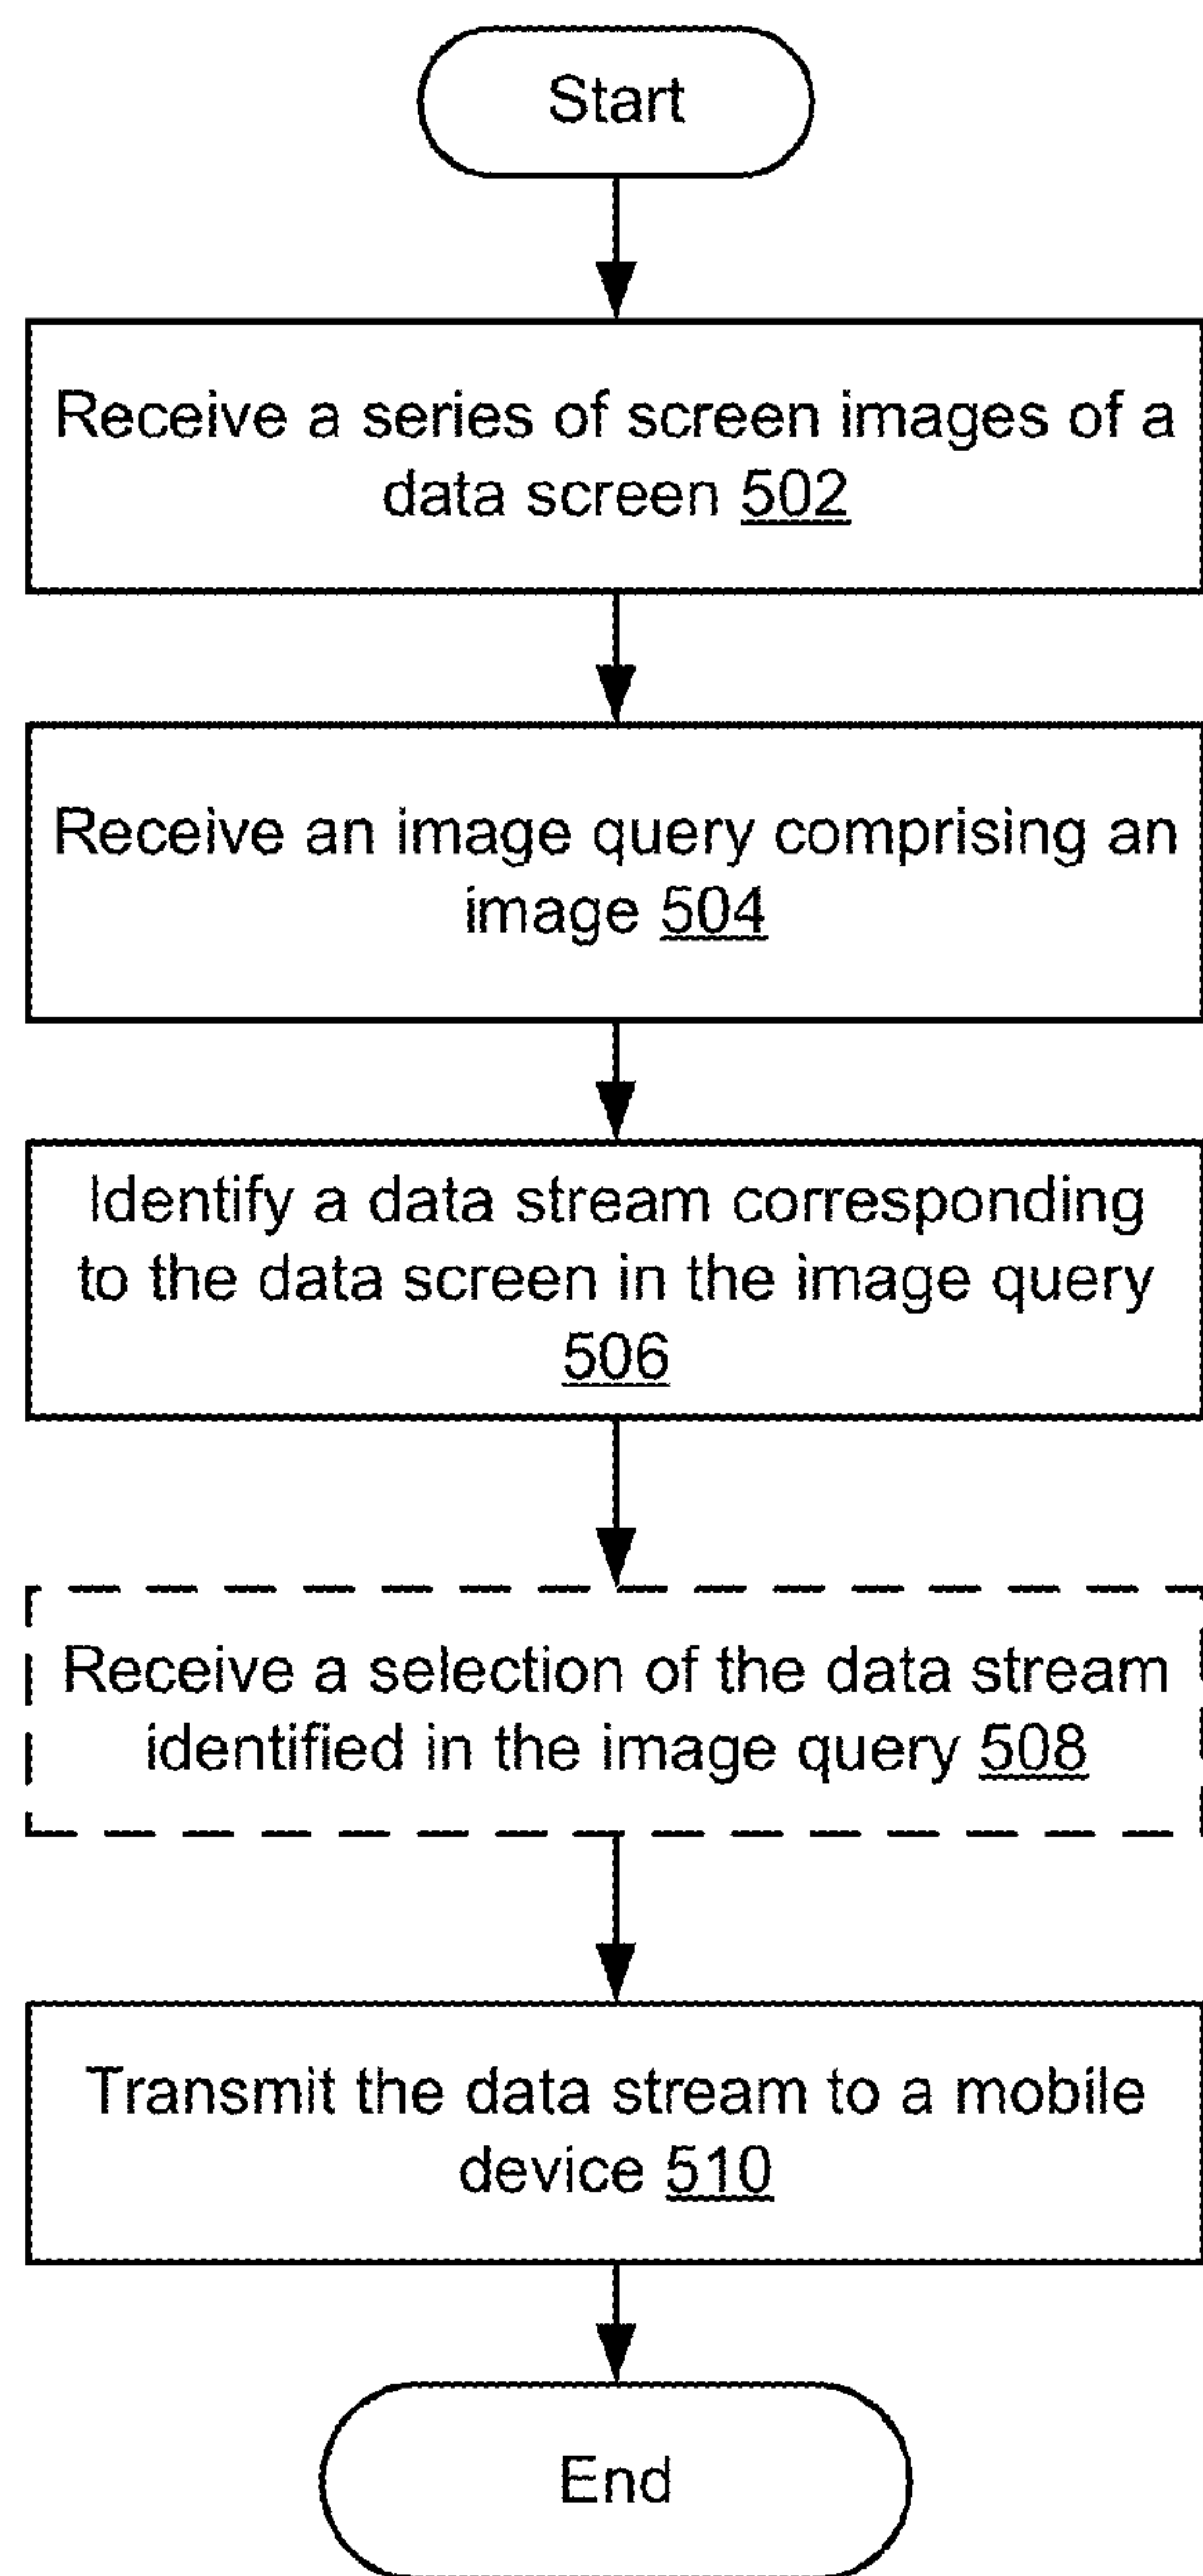 Start
Receive a series of screen images of a
data screen 502
Receive an image query comprising an
image 504
Identify a data stream corresponding
to the data screen in the image query
506
Receive a selection of the data stream
identified in the image query 508
Transmit the data stream to a mobile
device 510
End